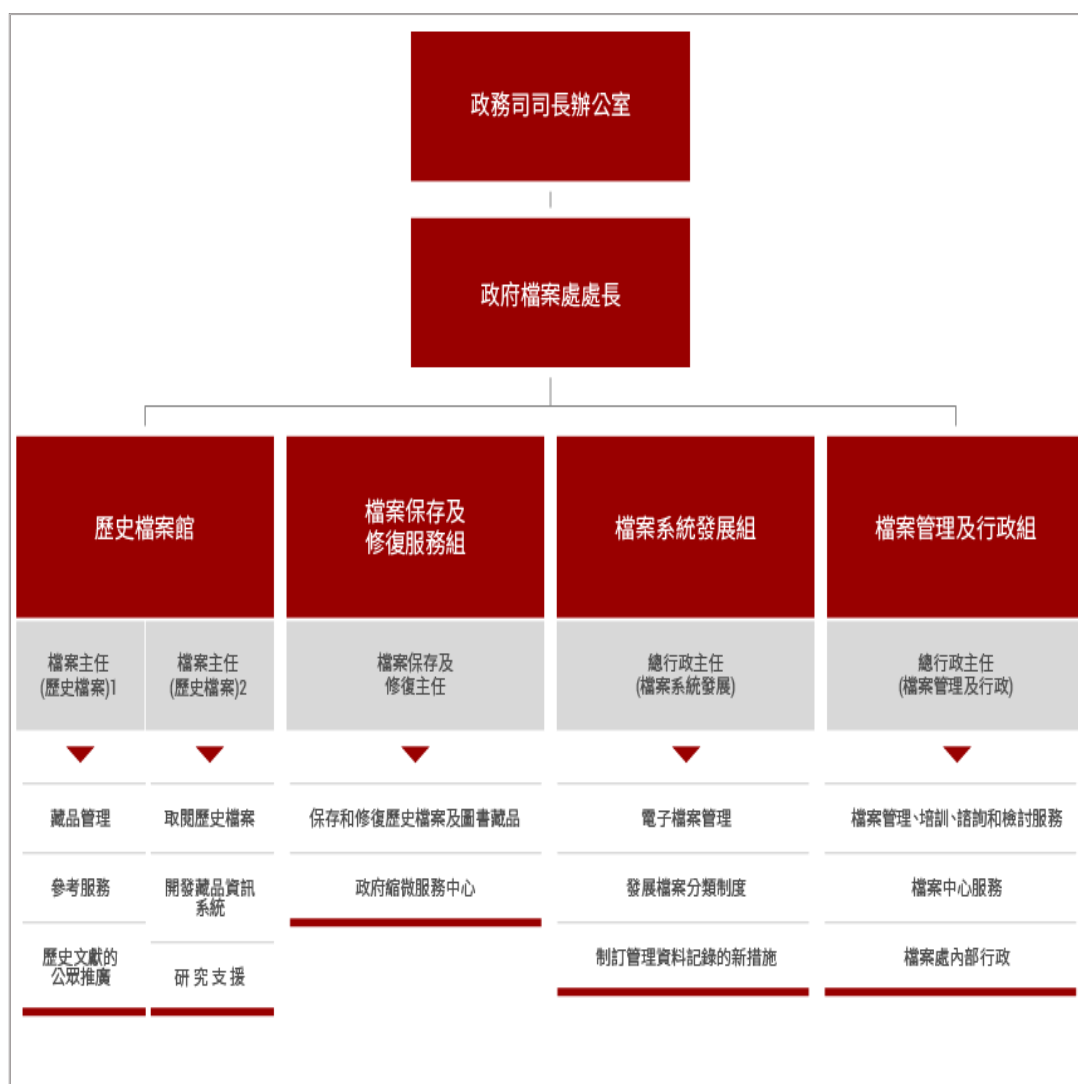 政務司司長辦公室
政府檔案處處長
歷史檔案館
檔案保存及
修復服務組
檔案系統發展組
檔案管理及行政組
檔案主任
(歷史檔案)1
檔案主任
(歷史檔案)2
檔案保存及
修復主任
總行政主任
(檔案系統發展)
總行政主任
(檔案管理及行政)
藏品管理
參考服務
歷史文獻的
公眾推廣
取閱歷史檔案
開發藏品資訊
系統
研究支援
保存和修復歷史檔案及圖書藏品
政府縮微服務中心
電子檔案管理
發展檔案分類制度
制訂管理資料記錄的新措施
檔案管理、培訓、諮詢和檢討服務
檔案中心服務
檔案處內部行政